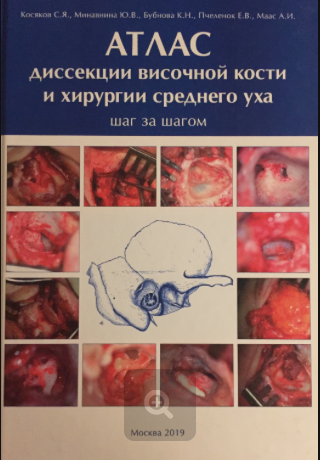 Косяков С.Я., Минавнина Ю.В., Бубнова К.Н., Пчеленок Е.В., Маас А.И.
АТЛАС
диссекции височной кости
и хирургии среднего уха
шаг за шагом
Москва 2019